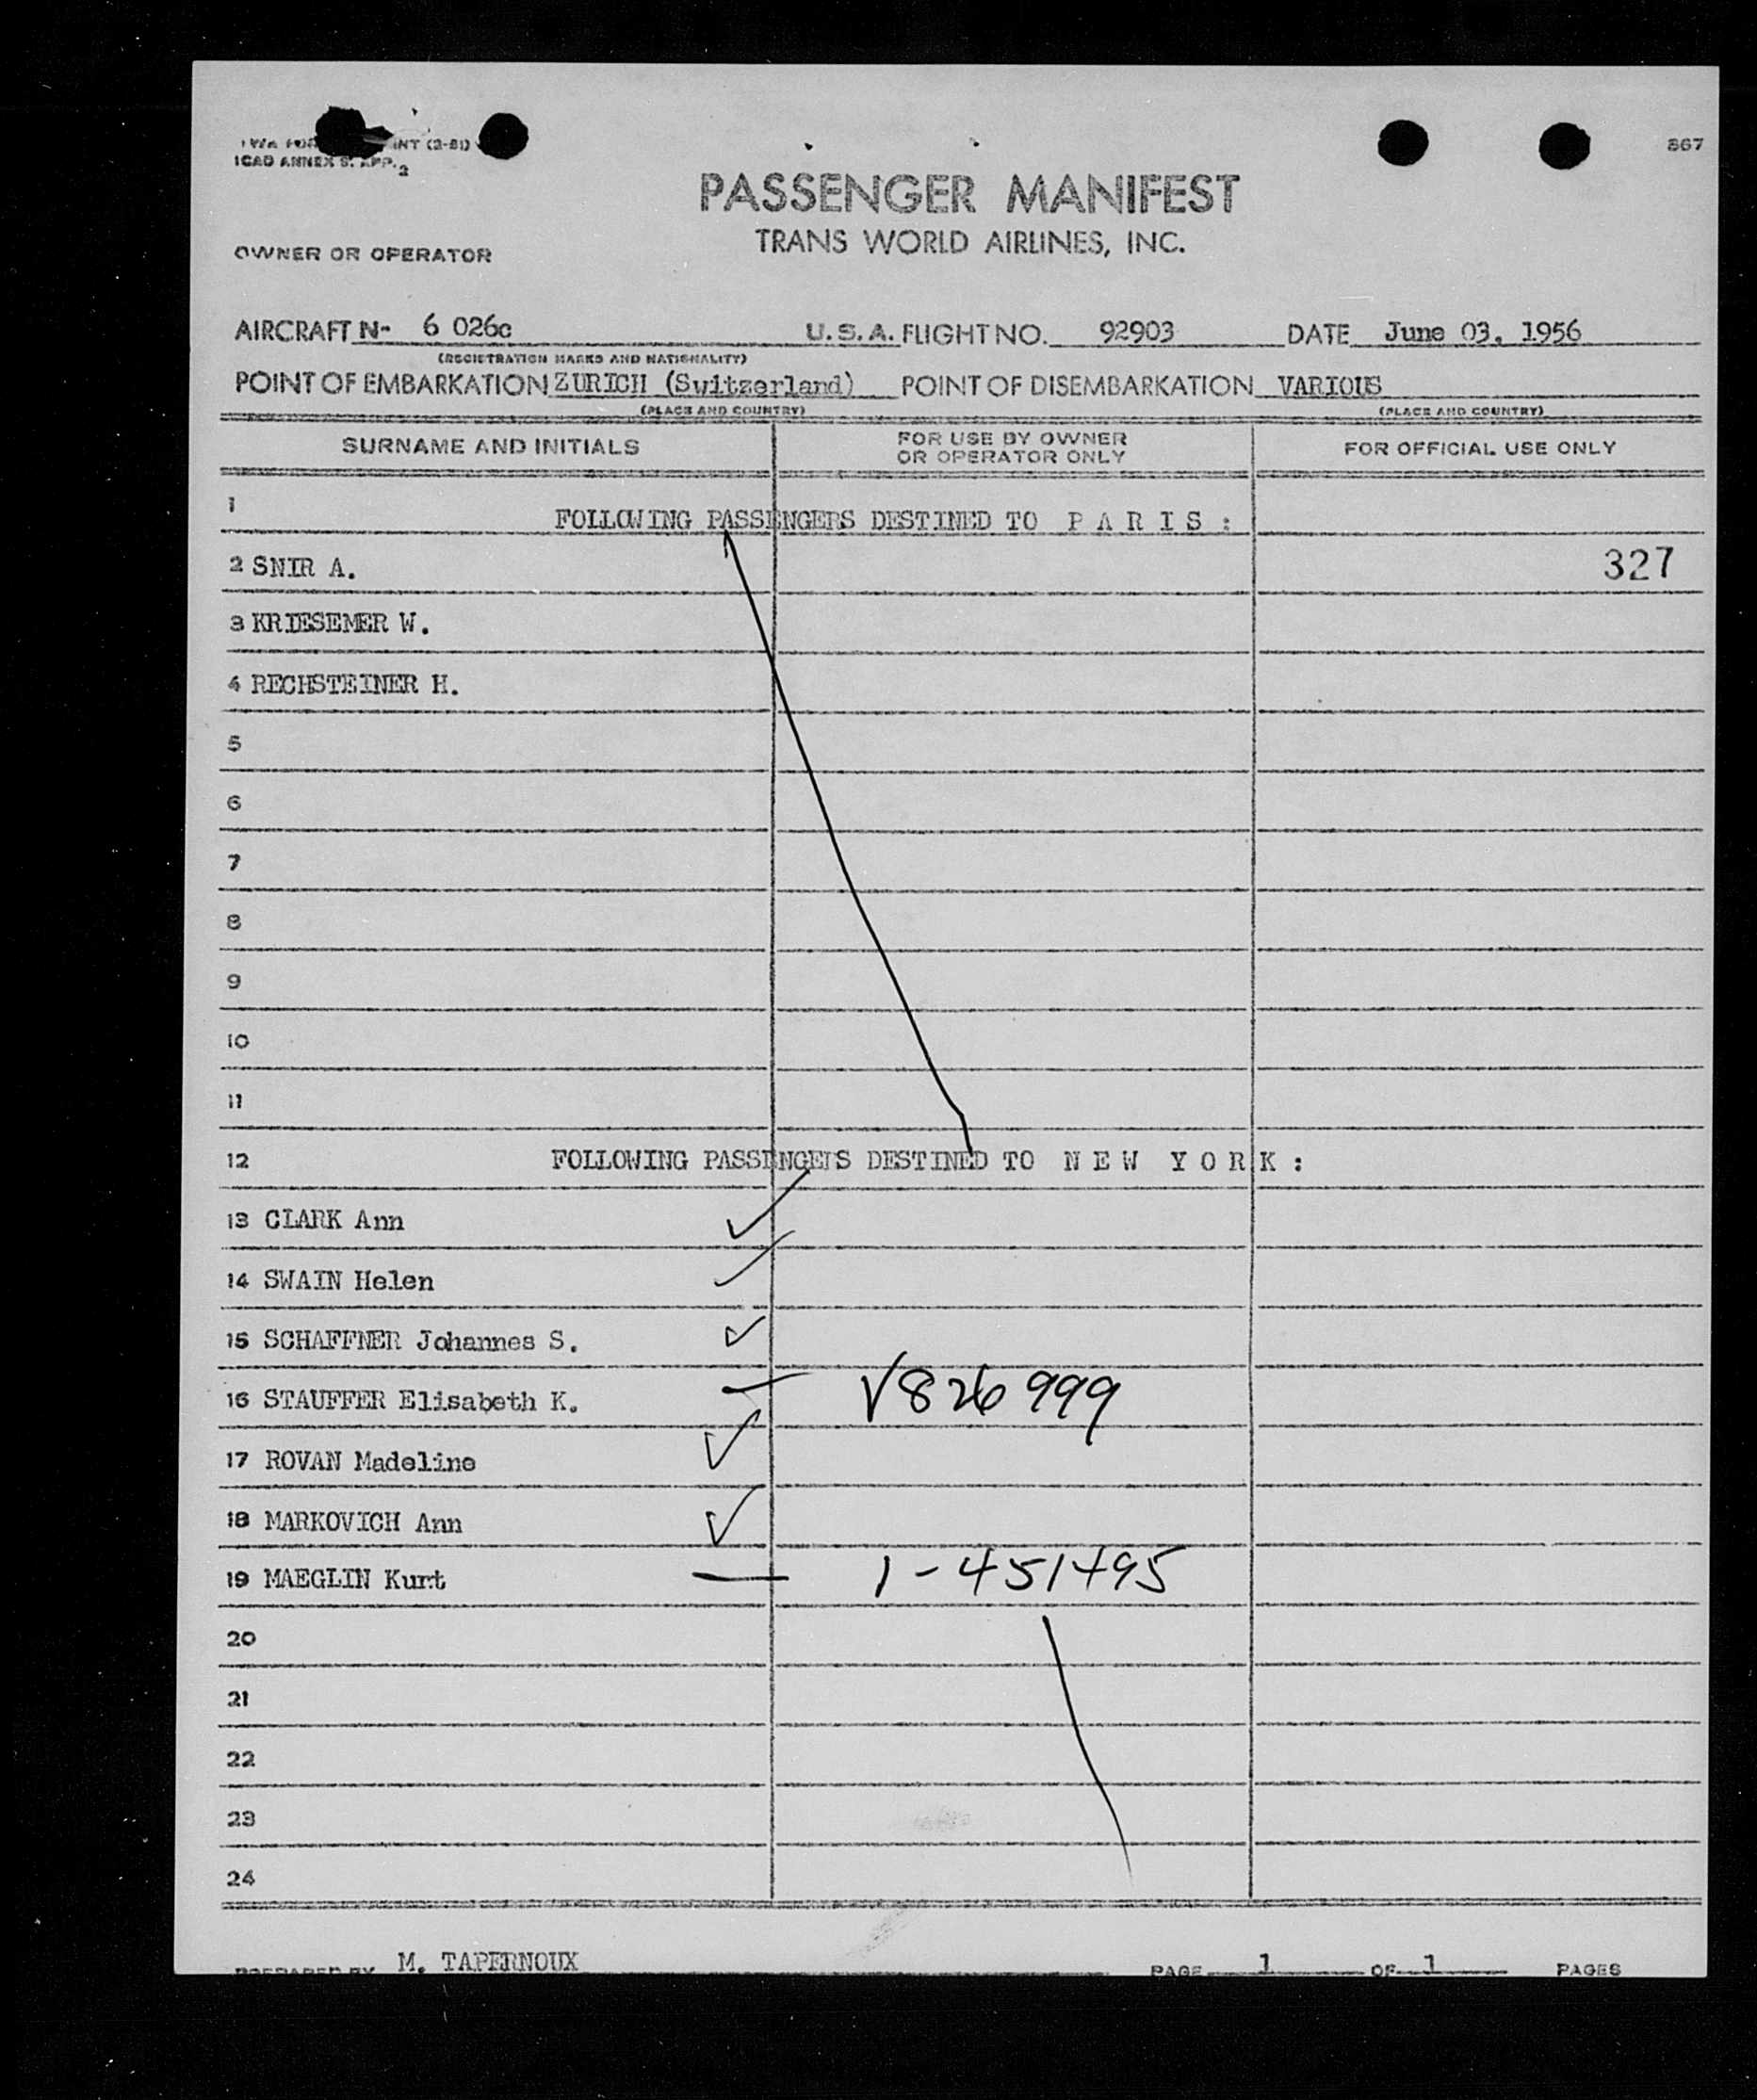 INT (3-51)
867
ICAO ANNEX 9. APP. 2
PASSENGER MANIFEST
TRANS WORLD AIRLINES, INC.
OWNER OR OPERATOR
AIRCRAFT N- 6 026c U.S.A. FLIGHT NO. 92903 DATE June 03, 1956
(REGISTRATION MARKS AND NATIONALITY)
POINT OF EMBARKATION ZURICH (Switzerland) POINT OF DISEMBARKATION VARIOUS
(PLACE AND COUNTRY) (PLACE AND COUNTRY)
SURNAME AND INITIALS FOR USE BY OWNER OR OPERATOR ONLY FOR OFFICIAL USE ONLY
1 FOLLOWING PASSENGERS DESTINED TO P A R I S :
2 SNIR A. 327
3 KRIESEMER W.
4 RECHSTEINER H.
5
6
7
8
9
10
11
12 FOLLOWING PASSENGERS DESTINED TO N E W Y O R K :
13 CLARK Ann
14 SWAIN Helen
15 SCHAFFNER Johannes S.
16 STAUFFER Elisabeth K. V826999
17 ROVAN Madeline
18 MARKOVICH Ann
19 MAEGLIN Kurt 1-451495
20
21
22
23
24
PREPARED BY M. TAPERNOUX PAGE 1 OF 1 PAGES